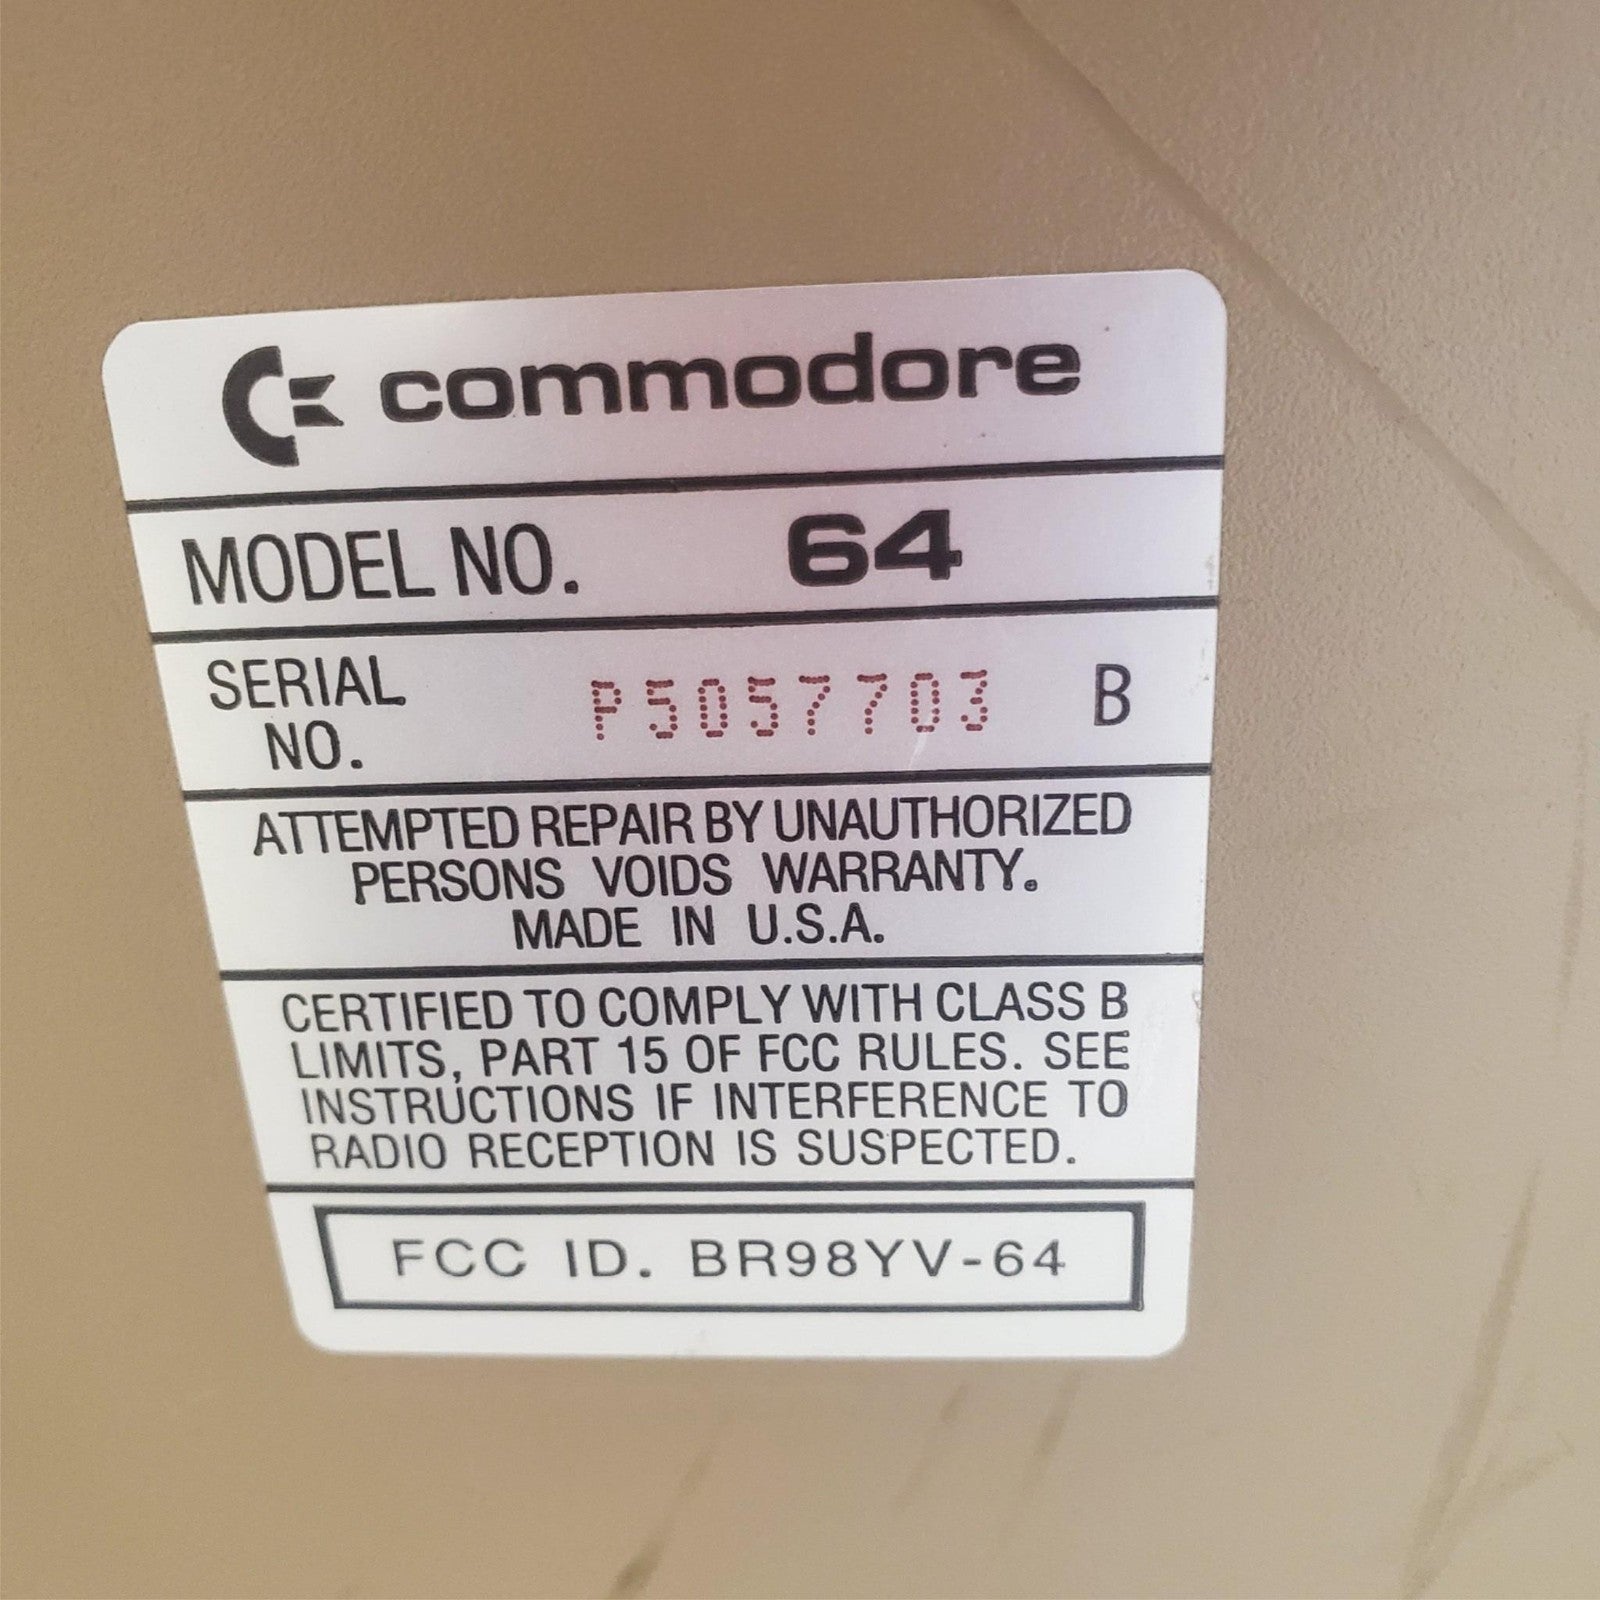 commodore
MODEL NO. 64
SERIAL NO. P5057703 B
ATTEMPTED REPAIR BY UNAUTHORIZED
PERSONS VOIDS WARRANTY.
MADE IN U.S.A.
CERTIFIED TO COMPLY WITH CLASS B
LIMITS, PART 15 OF FCC RULES. SEE
INSTRUCTIONS IF INTERFERENCE TO
RADIO RECEPTION IS SUSPECTED.
FCC ID. BR98YV-64